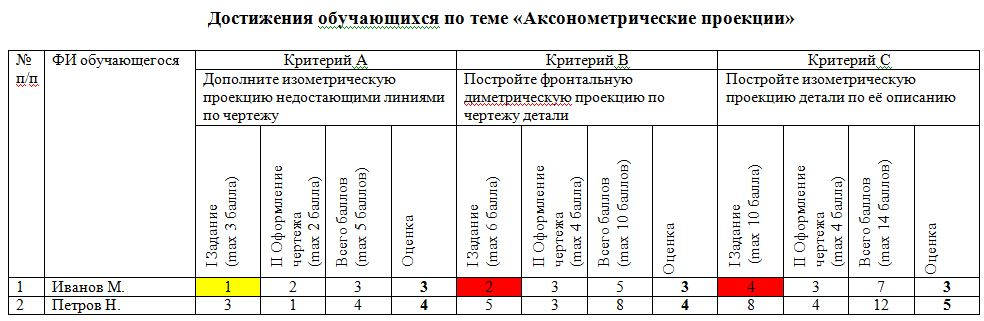 Достижения обучающихся по теме «Аксонометрические проекции»
№ п/п ФИ обучающегося Критерий А Критерий В Критерий С
Дополните изометрическую
проекцию недостающими линиями
по чертежу
Постройте фронтальную
диметрическую проекцию по
чертежу детали
Постройте изометрическую
проекцию детали по её описанию
I Задание
(max 3 балла)
II Оформление
чертежа
(max 2 балла)
Всего баллов
(max 5 баллов)
Оценка
I Задание
(max 6 балла)
II Оформление
чертежа
(max 4 балла)
Всего баллов
(max 10 баллов)
Оценка
I Задание
(max 10 балла)
II Оформление
чертежа
(max 4 балла)
Всего баллов
(max 14 баллов)
Оценка
1 Иванов М. 1 2 3 3 2 3 5 3 4 3 7 3
2 Петров Н. 3 1 4 4 5 3 8 4 8 4 12 5